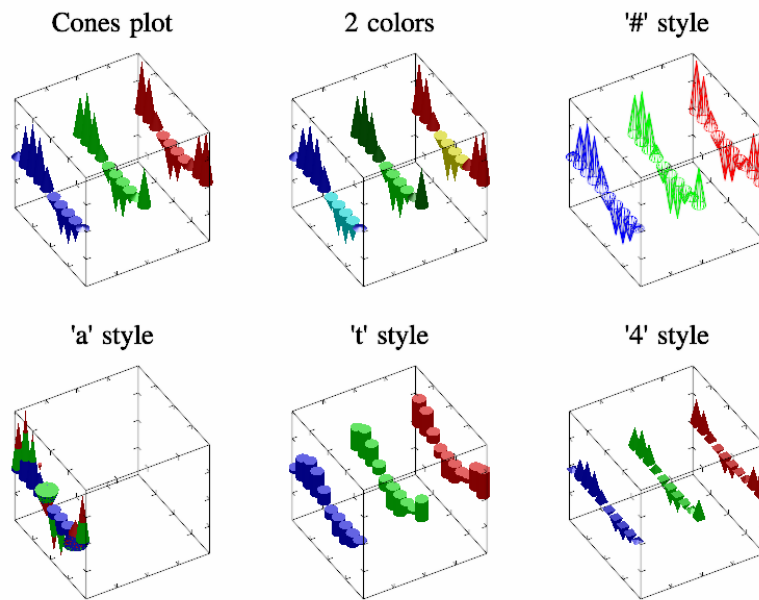 Cones plot
2 colors
'#' style
'a' style
't' style
'4' style